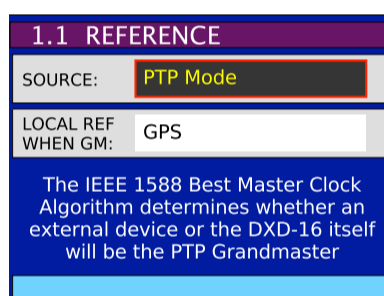 1.1 REFERENCE
SOURCE: PTP Mode
LOCAL REF
WHEN GM: GPS
The IEEE 1588 Best Master Clock
Algorithm determines whether an
external device or the DXD-16 itself
will be the PTP Grandmaster